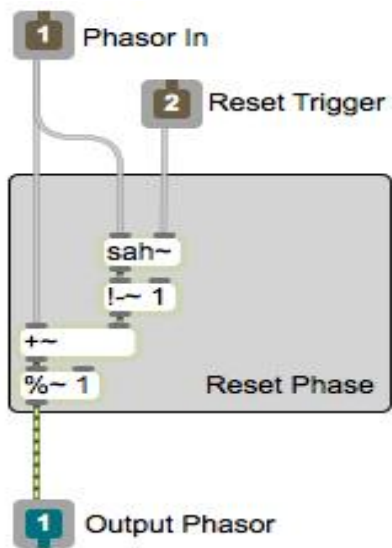 1 Phasor In
2 Reset Trigger
sah~
!-~ 1
+~
%~ 1
Reset Phase
1 Output Phasor